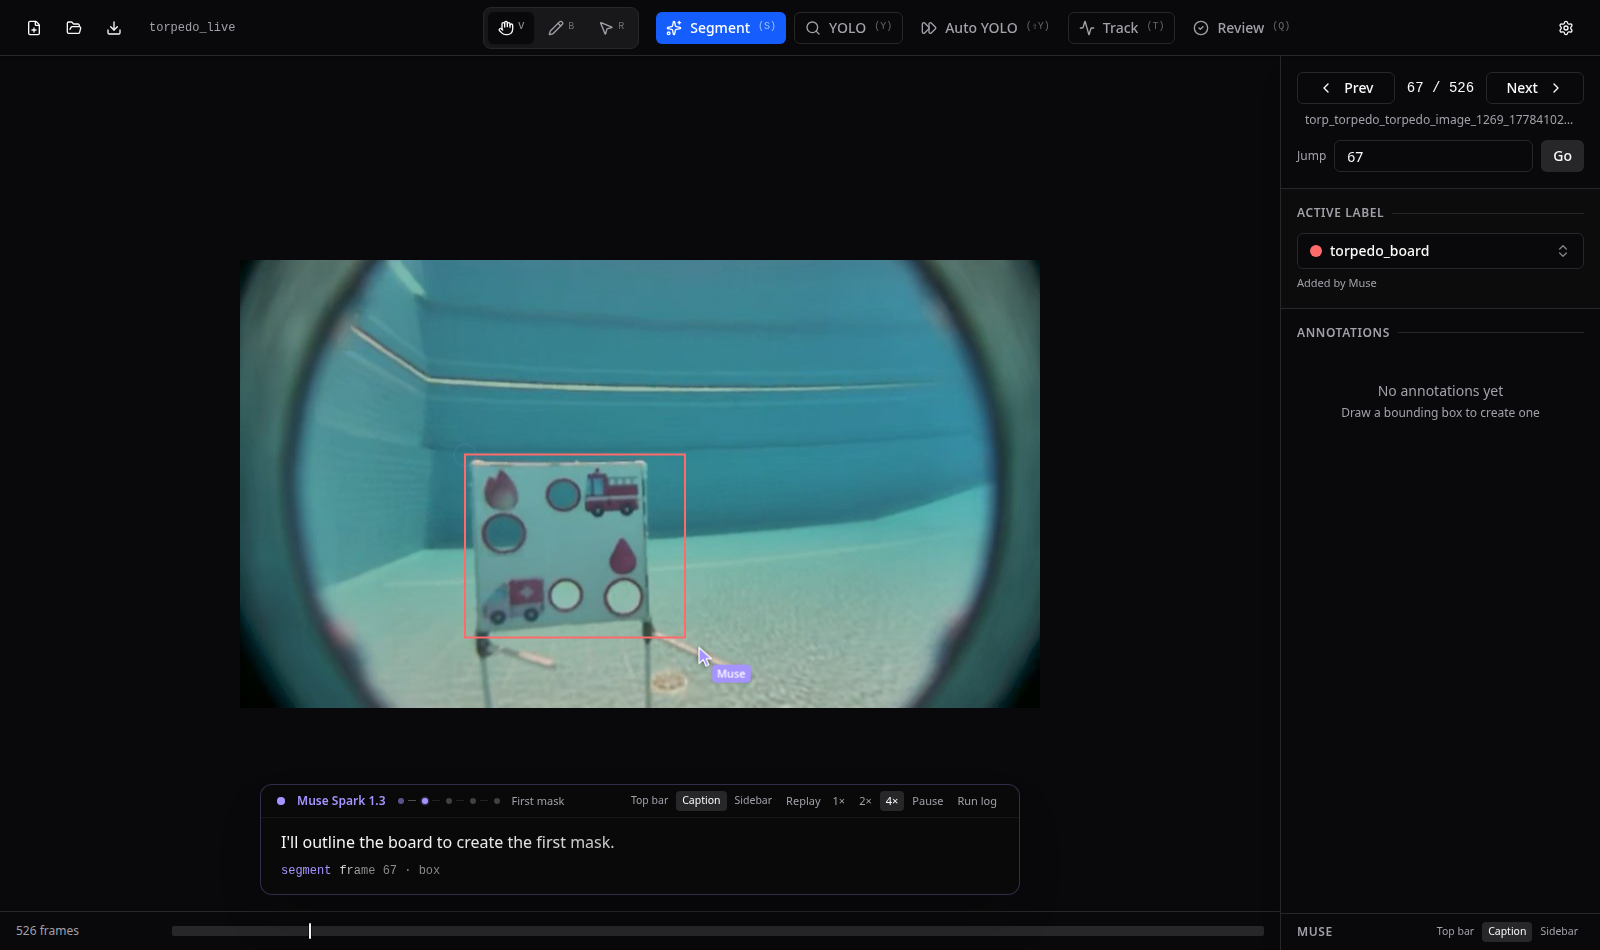 torpedo_live
V
B
R
Segment (S)
YOLO (Y)
Auto YOLO (⇧Y)
Track (T)
Review (Q)
Prev
67 / 526
Next
torp_torpedo_torpedo_image_1269_17784102...
Jump
67
Go
ACTIVE LABEL
torpedo_board
Added by Muse
ANNOTATIONS
No annotations yet
Draw a bounding box to create one
Muse
Muse Spark 1.3
First mask
Top bar
Caption
Sidebar
Replay
1×
2×
4×
Pause
Run log
I'll outline the board to create the first mask.
segment frame 67 · box
526 frames
MUSE
Top bar
Caption
Sidebar